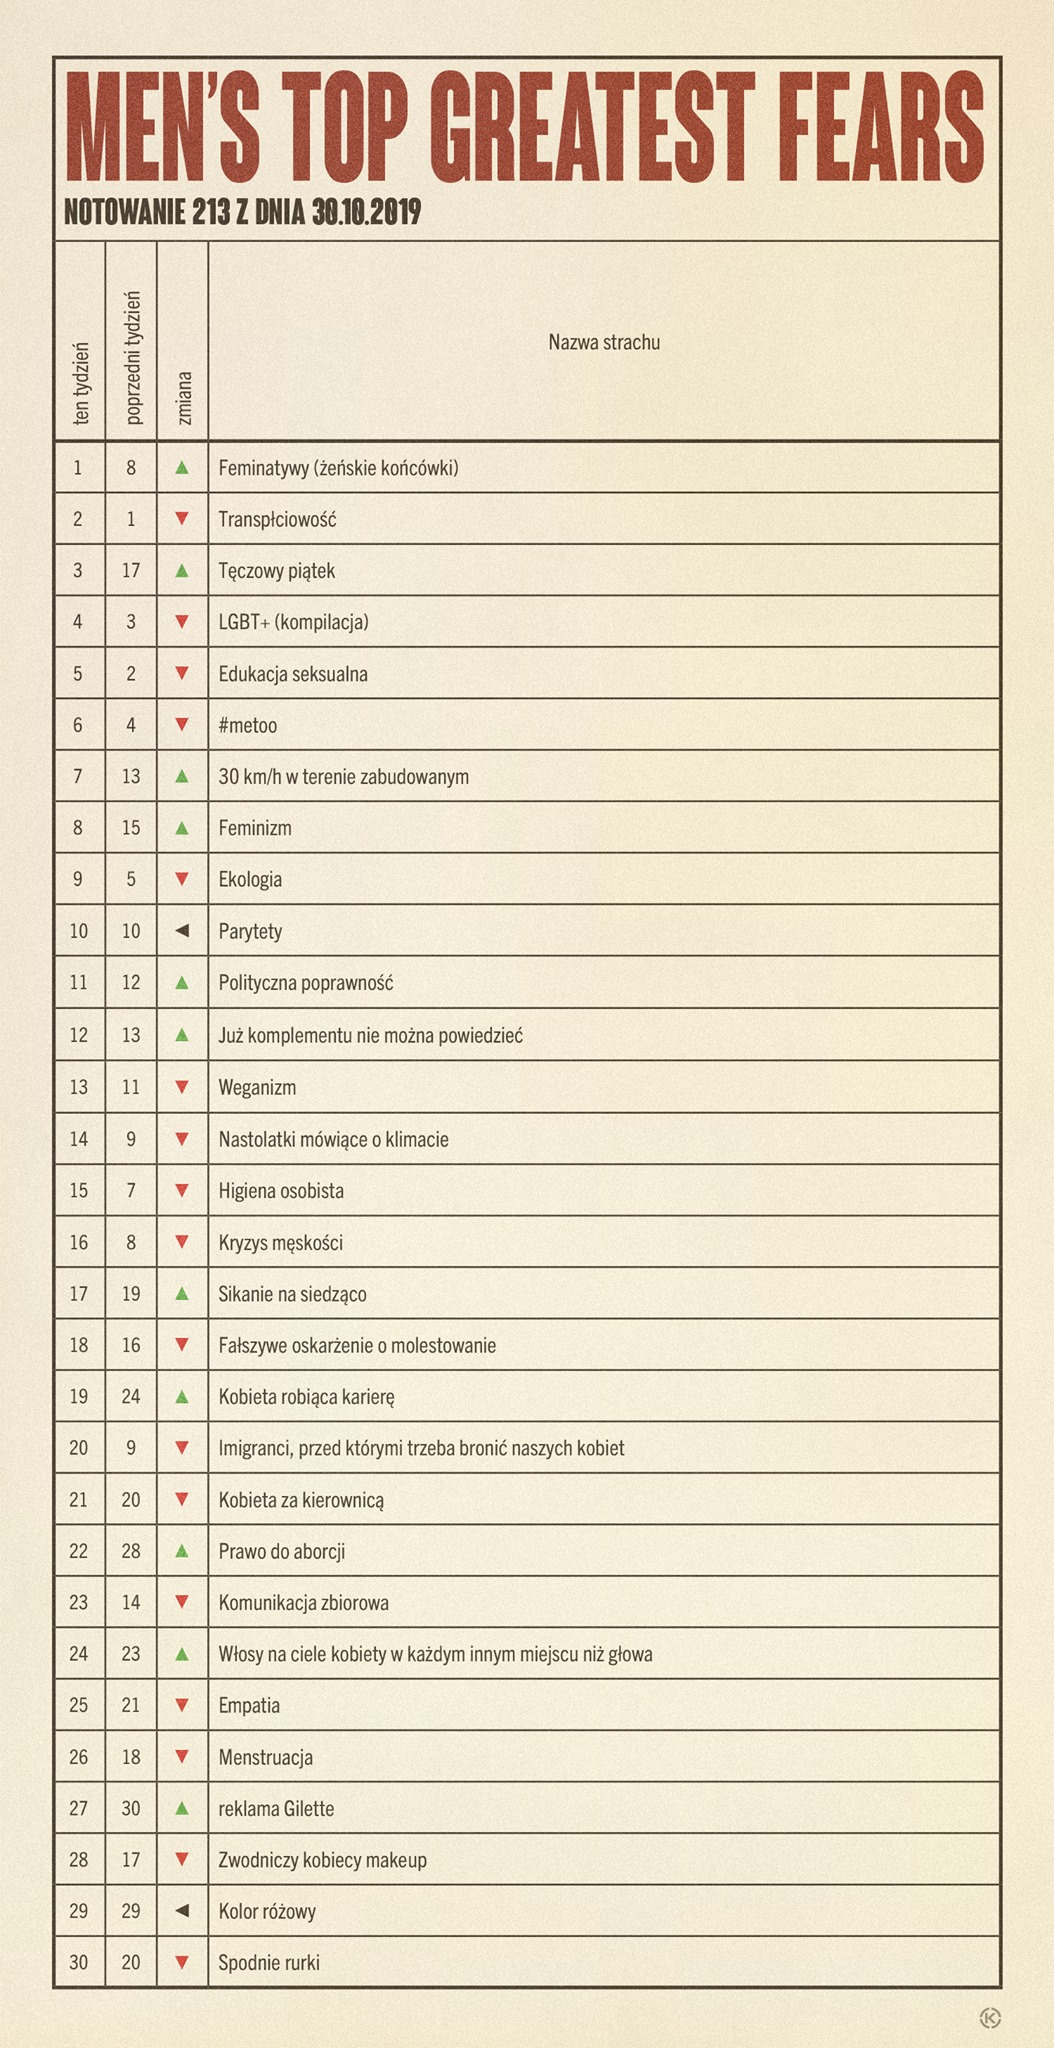 MEN'S TOP GREATEST FEARS
NOTOWANIE 213 Z DNIA 30.10.2019
ten tydzień poprzedni tydzień zmiana Nazwa strachu
1 8 ▲ Feminatywy (żeńskie końcówki)
2 1 ▼ Transpłciowość
3 17 ▲ Tęczowy piątek
4 3 ▼ LGBT+ (kompilacja)
5 2 ▼ Edukacja seksualna
6 4 ▼ #metoo
7 13 ▲ 30 km/h w terenie zabudowanym
8 15 ▲ Feminizm
9 5 ▼ Ekologia
10 10 ◄ Parytety
11 12 ▲ Polityczna poprawność
12 13 ▲ Już komplementu nie można powiedzieć
13 11 ▼ Weganizm
14 9 ▼ Nastolatki mówiące o klimacie
15 7 ▼ Higiena osobista
16 8 ▼ Kryzys męskości
17 19 ▲ Sikanie na siedząco
18 16 ▼ Fałszywe oskarżenie o molestowanie
19 24 ▲ Kobieta robiąca karierę
20 9 ▼ Imigranci, przed którymi trzeba bronić naszych kobiet
21 20 ▼ Kobieta za kierownicą
22 28 ▲ Prawo do aborcji
23 14 ▼ Komunikacja zbiorowa
24 23 ▲ Włosy na ciele kobiety w każdym innym miejscu niż głowa
25 21 ▼ Empatia
26 18 ▼ Menstruacja
27 30 ▲ reklama Gilette
28 17 ▼ Zwodniczy kobiecy makeup
29 29 ◄ Kolor różowy
30 20 ▼ Spodnie rurki
K